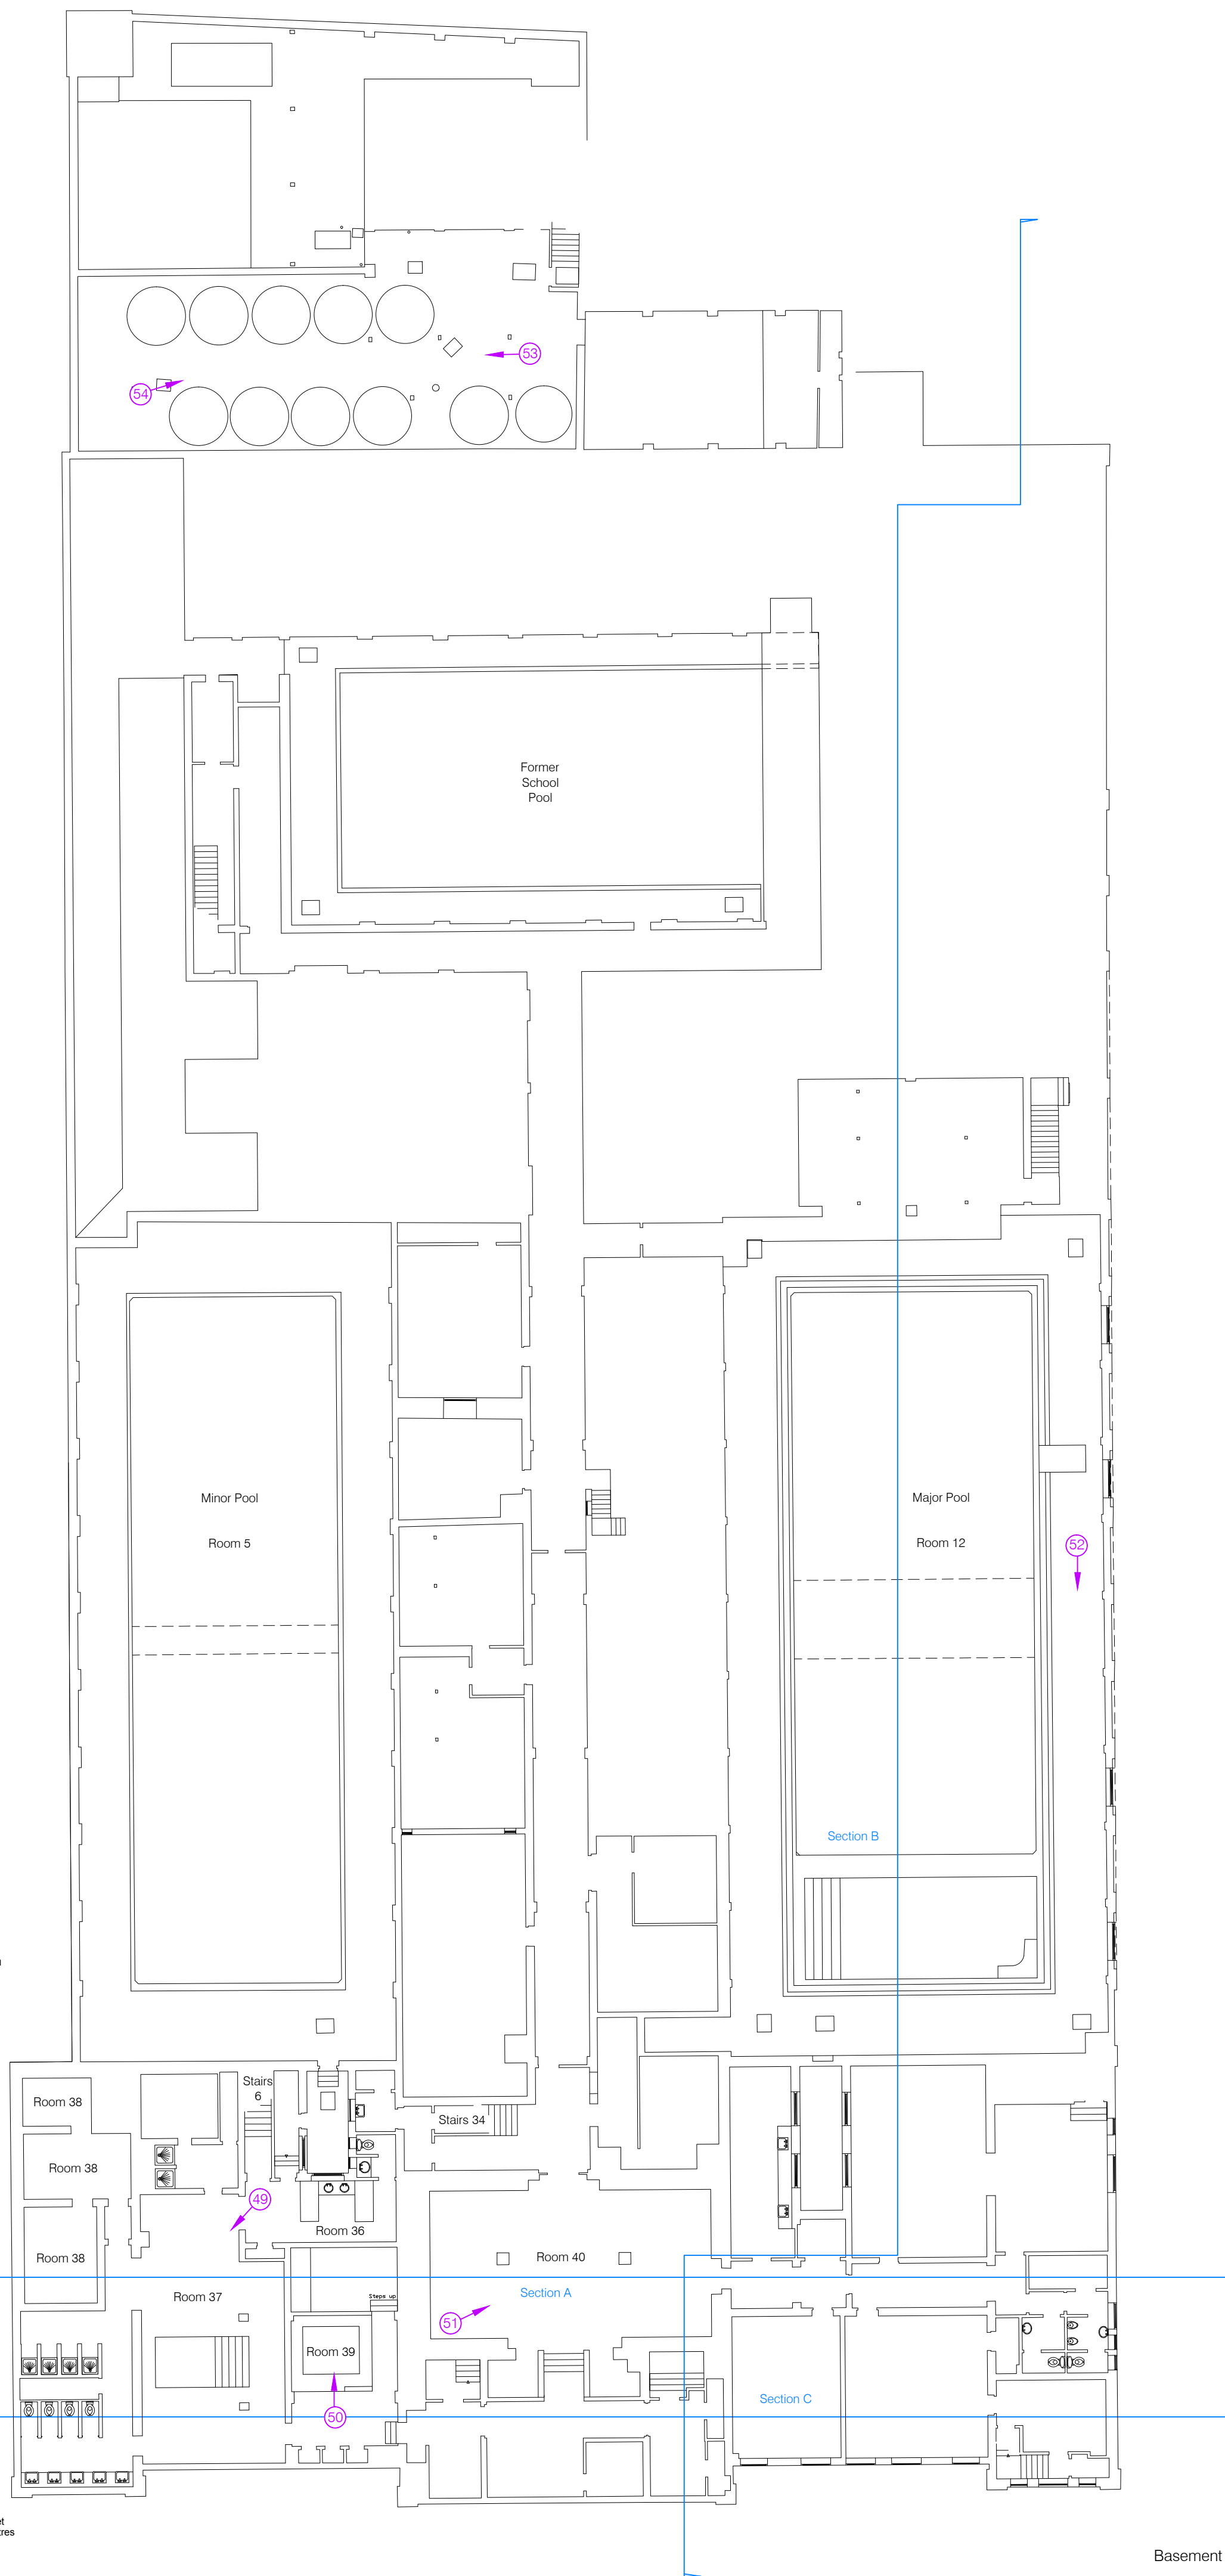 53
54
Former
School
Pool
Minor Pool
Room 5
Major Pool
Room 12
52
Section B
Stairs
6
Room 38
Stairs 34
Room 38
49
Room 36
Room 38
Room 40
Room 37
Steps up
Section A
51
Room 39
Section C
50
Basement